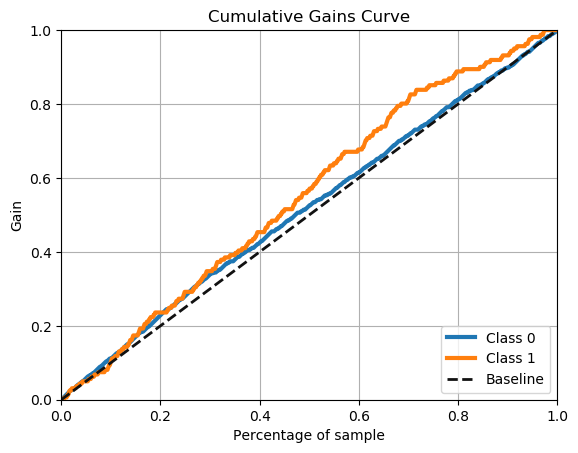 Cumulative Gains Curve
1.0
0.8
0.6
0.4
0.2
0.0
Gain
Class 0
Class 1
Baseline
0.0 0.2 0.4 0.6 0.8 1.0
Percentage of sample